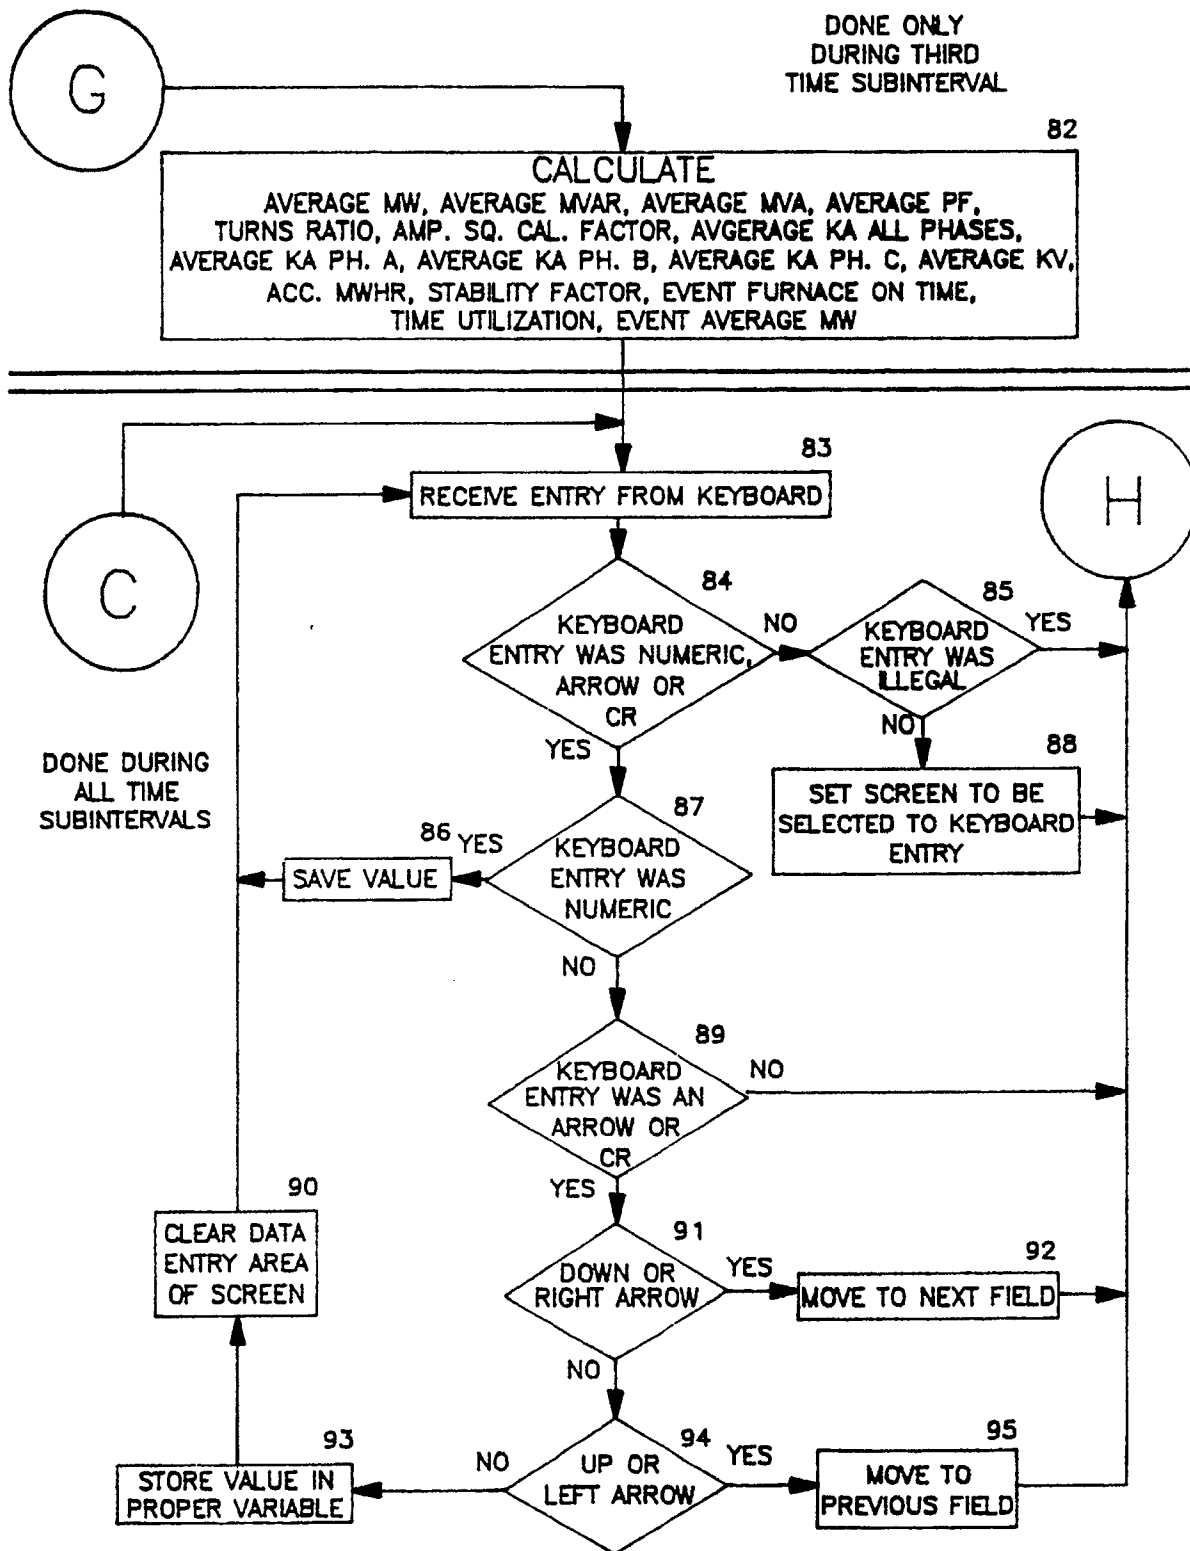 G
DONE ONLY
DURING THIRD
TIME SUBINTERVAL
82
CALCULATE
AVERAGE MW, AVERAGE MVAR, AVERAGE MVA, AVERAGE PF,
TURNS RATIO, AMP. SQ. CAL. FACTOR, AVGERAGE KA ALL PHASES,
AVERAGE KA PH. A, AVERAGE KA PH. B, AVERAGE KA PH. C, AVERAGE KV,
ACC. MWHR, STABILITY FACTOR, EVENT FURNACE ON TIME,
TIME UTILIZATION, EVENT AVERAGE MW
83
RECEIVE ENTRY FROM KEYBOARD
H
C
84
KEYBOARD
ENTRY WAS NUMERIC,
ARROW OR
CR
NO
85
KEYBOARD
ENTRY WAS
ILLEGAL
YES
NO
YES
DONE DURING
ALL TIME
SUBINTERVALS
88
SET SCREEN TO BE
SELECTED TO KEYBOARD
ENTRY
86
SAVE VALUE
YES
87
KEYBOARD
ENTRY WAS
NUMERIC
NO
89
KEYBOARD
ENTRY WAS AN
ARROW OR
CR
NO
YES
90
CLEAR DATA
ENTRY AREA
OF SCREEN
91
DOWN OR
RIGHT ARROW
YES
92
MOVE TO NEXT FIELD
NO
93
STORE VALUE IN
PROPER VARIABLE
NO
94
UP OR
LEFT ARROW
YES
95
MOVE TO
PREVIOUS FIELD